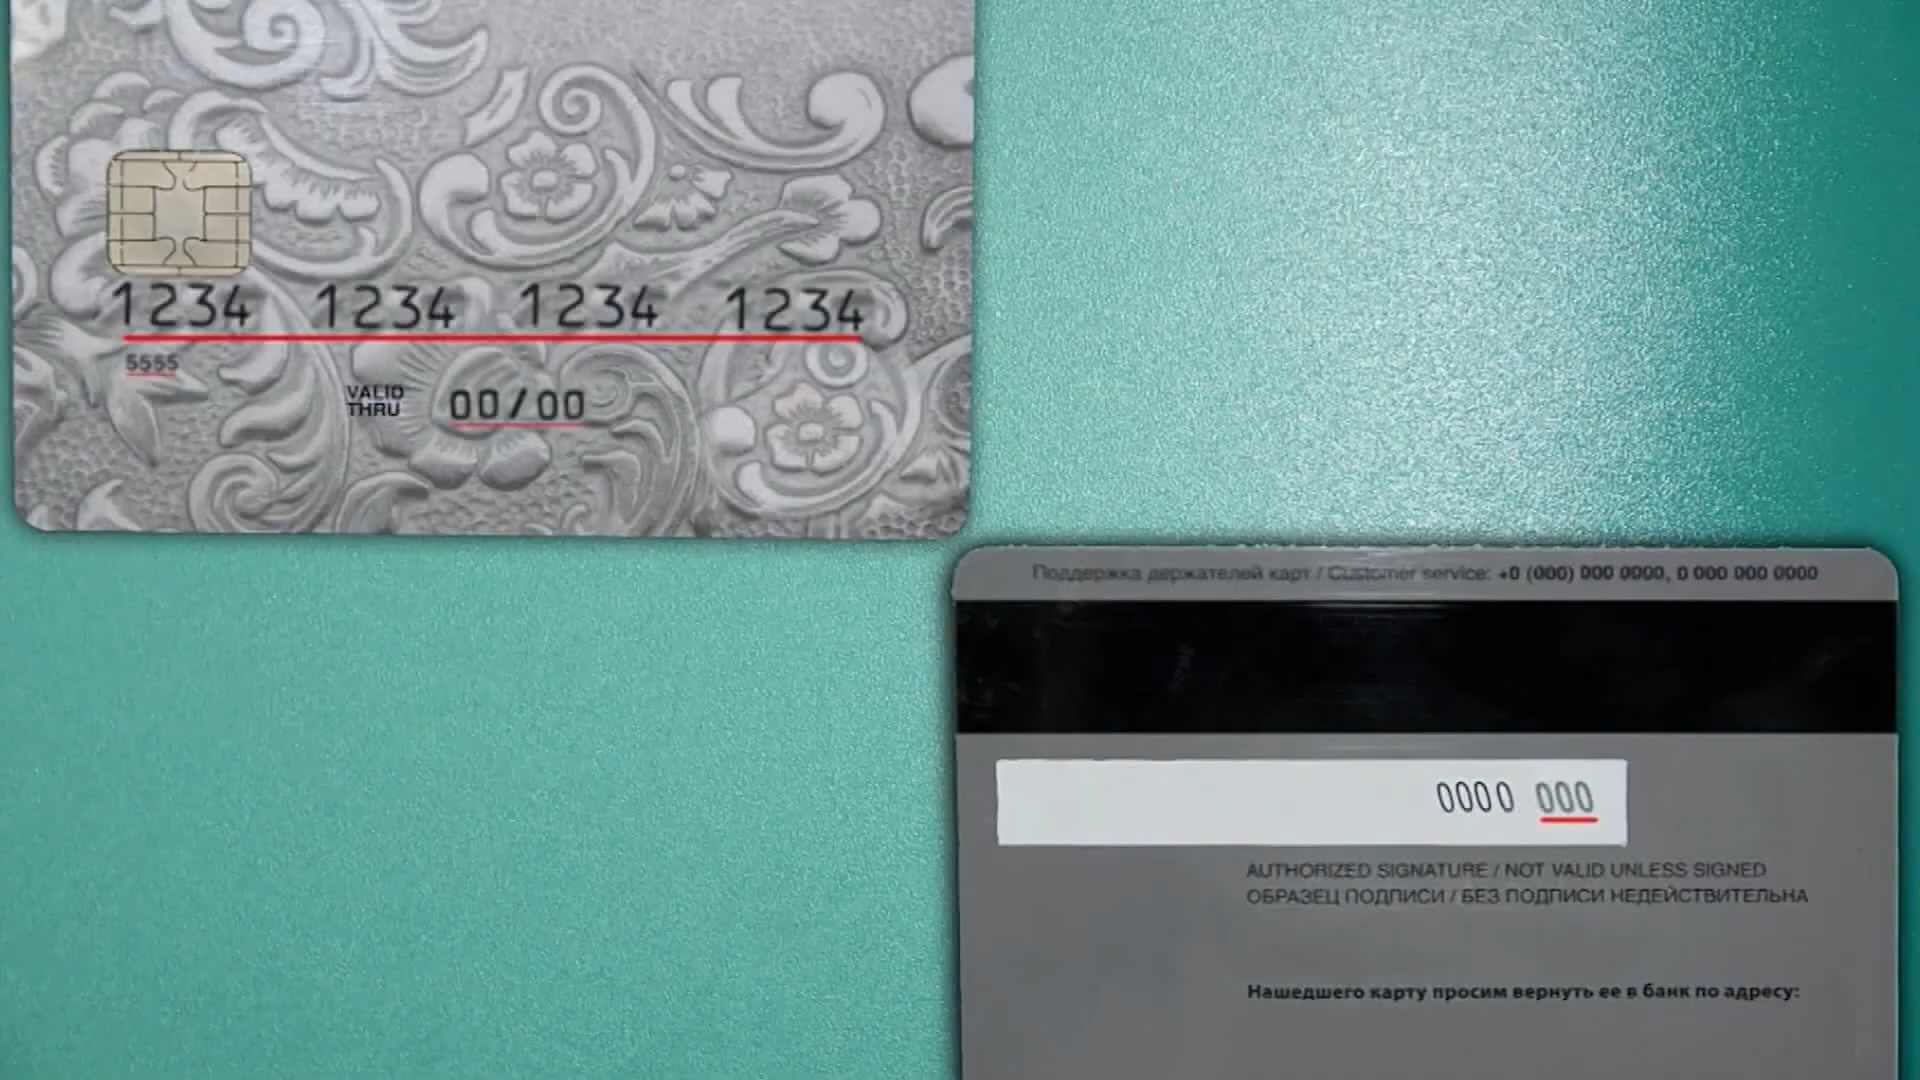 1234 1234 1234 1234
5555
VALID
THRU 00/00
Поддержка держателей карт / Customer service: +0 (000) 000 0000, 0 000 000 0000
0000 000
AUTHORIZED SIGNATURE / NOT VALID UNLESS SIGNED
ОБРАЗЕЦ ПОДПИСИ / БЕЗ ПОДПИСИ НЕДЕЙСТВИТЕЛЬНА
Нашедшего карту просим вернуть ее в банк по адресу: